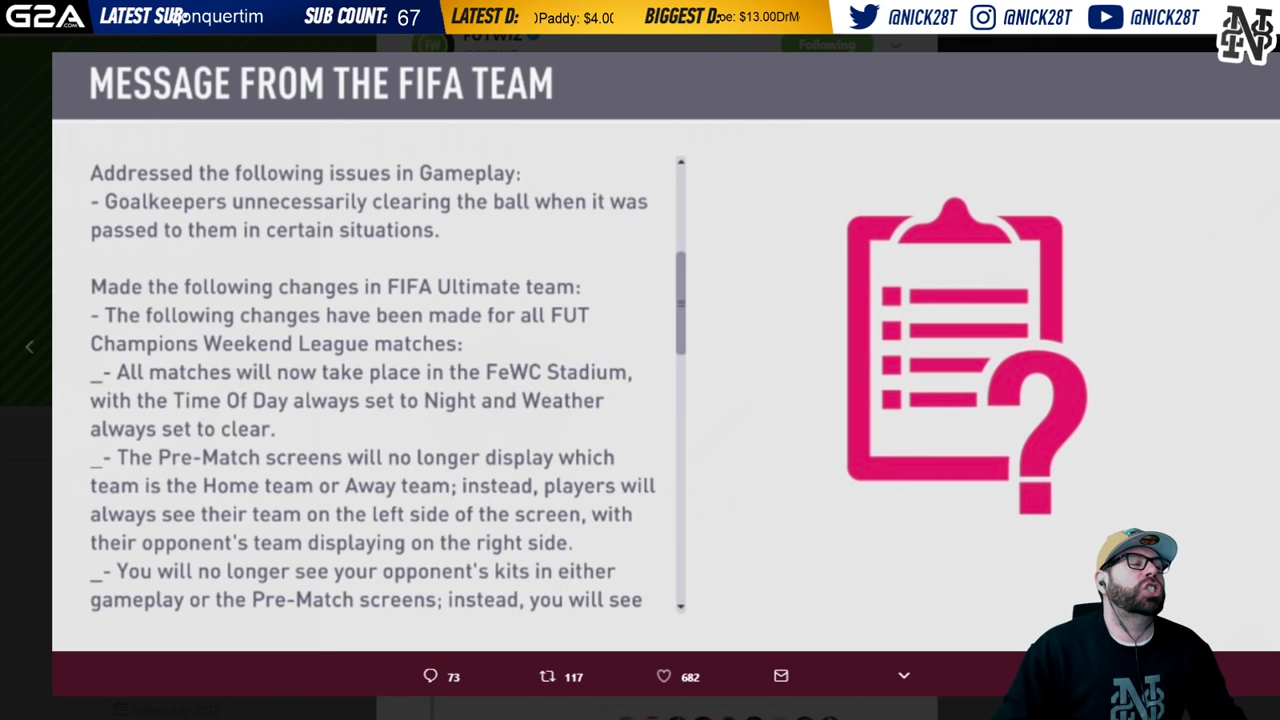 G2A .COM LATEST SUB: onquertim SUB COUNT: 67 LATEST D: Paddy: $4.00 BIGGEST D: oe: $13.00DrM @NICK28T @NICK28T @NICK28T
FUTWIZ
Following
MESSAGE FROM THE FIFA TEAM
Addressed the following issues in Gameplay:
- Goalkeepers unnecessarily clearing the ball when it was
passed to them in certain situations.
Made the following changes in FIFA Ultimate team:
- The following changes have been made for all FUT
Champions Weekend League matches:
_- All matches will now take place in the FeWC Stadium,
with the Time Of Day always set to Night and Weather
always set to clear.
_- The Pre-Match screens will no longer display which
team is the Home team or Away team; instead, players will
always see their team on the left side of the screen, with
their opponent's team displaying on the right side.
_- You will no longer see your opponent's kits in either
gameplay or the Pre-Match screens; instead, you will see
73 117 682